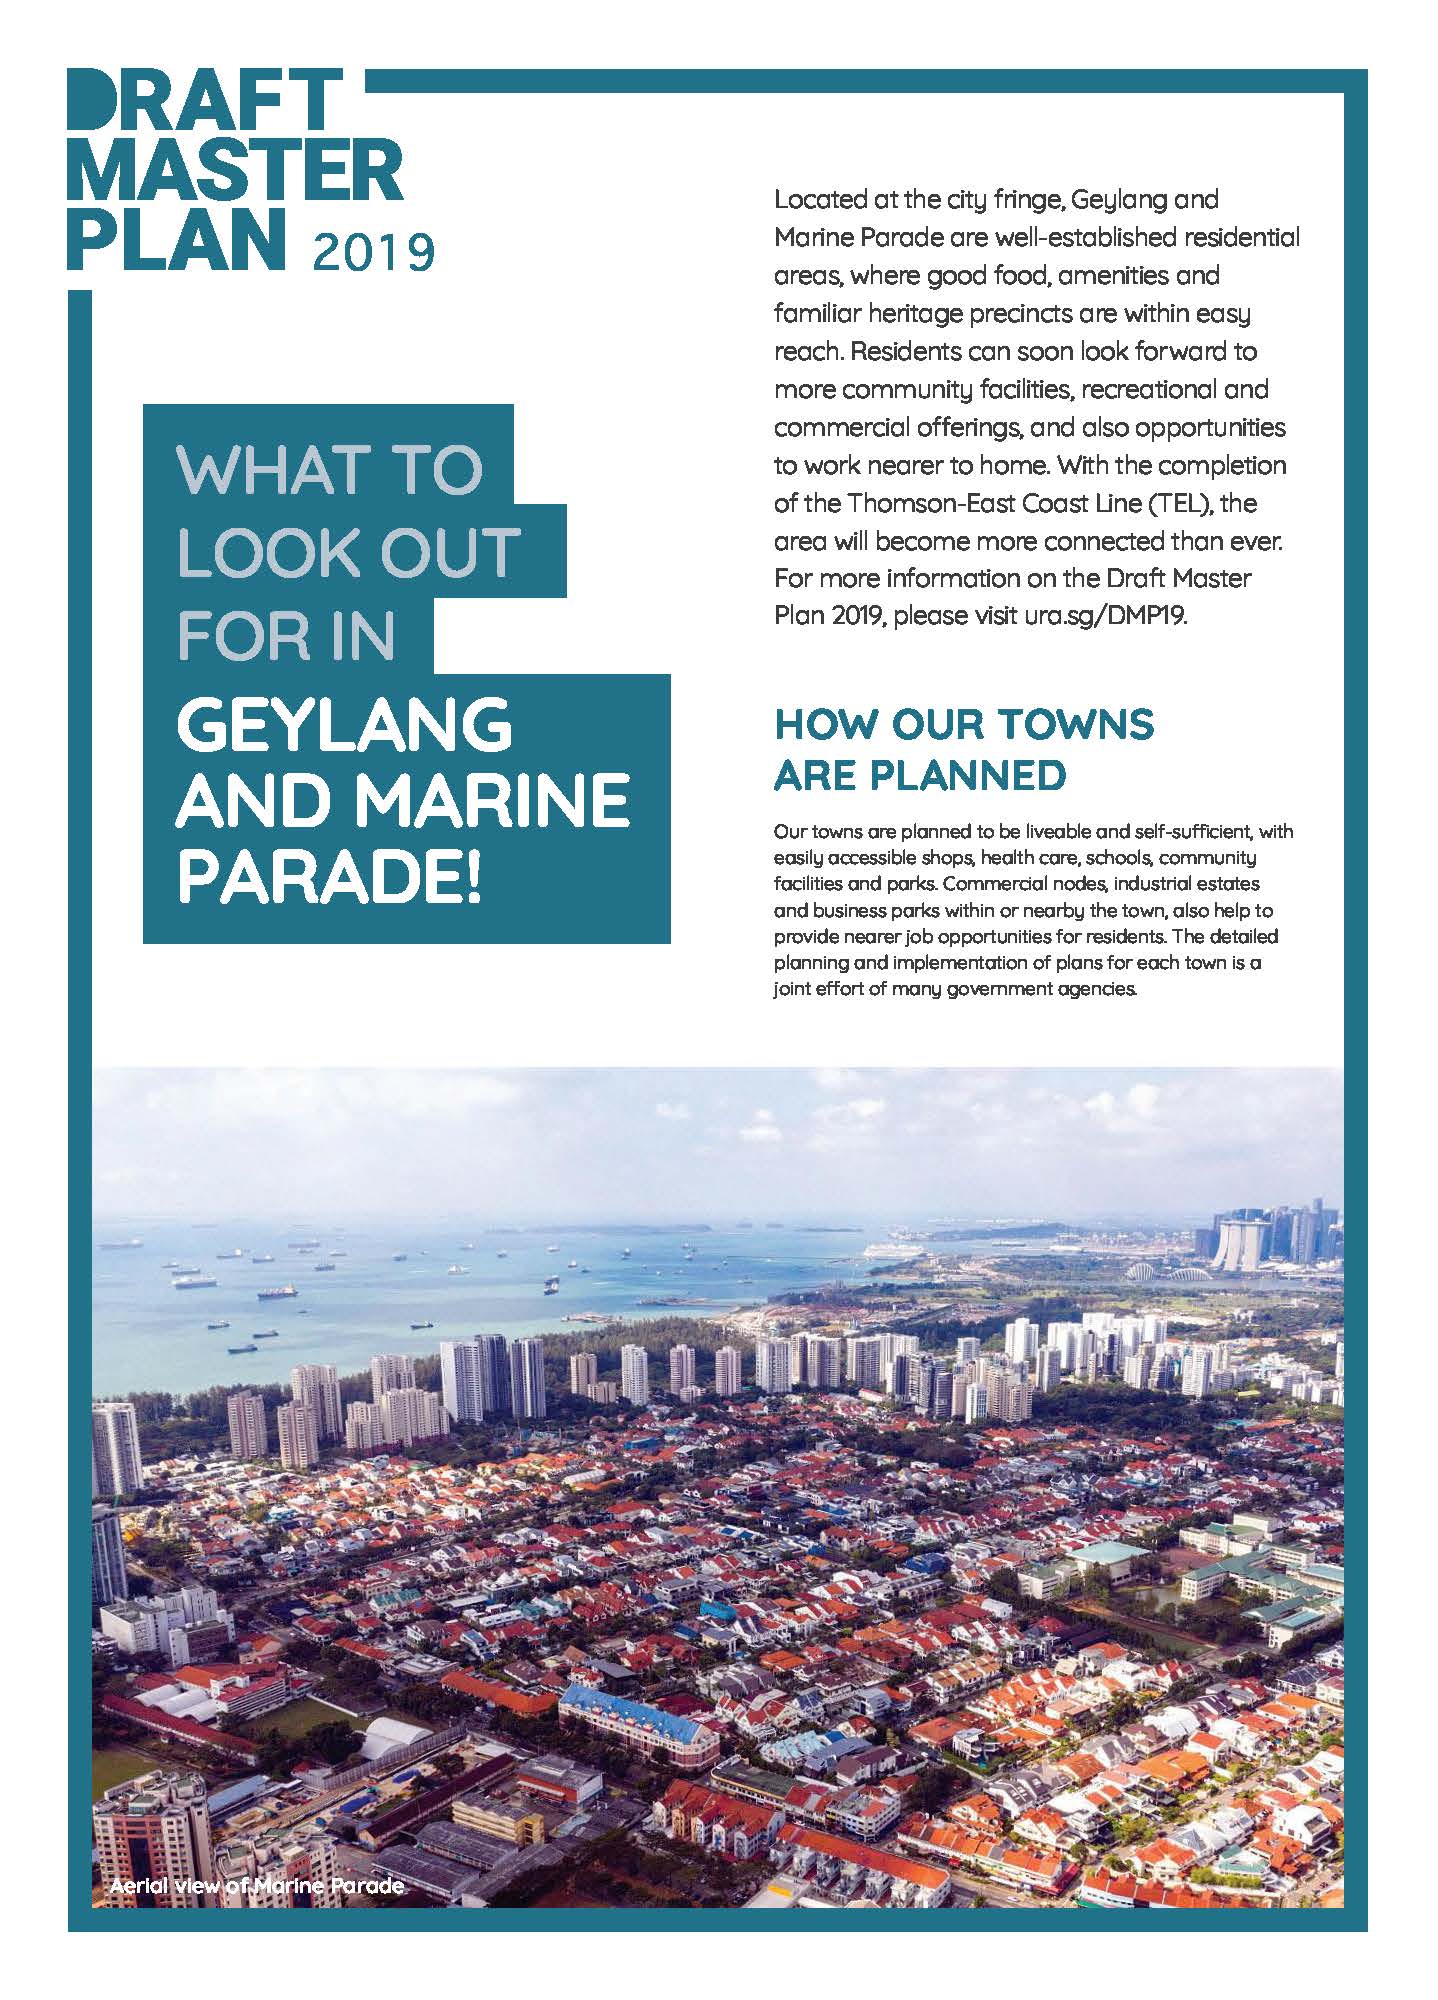 DRAFT
MASTER
PLAN 2019
WHAT TO
LOOK OUT
FOR IN
GEYLANG
AND MARINE
PARADE!
Located at the city fringe, Geylang and
Marine Parade are well-established residential
areas, where good food, amenities and
familiar heritage precincts are within easy
reach. Residents can soon look forward to
more community facilities, recreational and
commercial offerings, and also opportunities
to work nearer to home. With the completion
of the Thomson-East Coast Line (TEL), the
area will become more connected than ever.
For more information on the Draft Master
Plan 2019, please visit ura.sg/DMP19.
HOW OUR TOWNS
ARE PLANNED
Our towns are planned to be liveable and self-sufficient, with
easily accessible shops, health care, schools, community
facilities and parks. Commercial nodes, industrial estates
and business parks within or nearby the town, also help to
provide nearer job opportunities for residents. The detailed
planning and implementation of plans for each town is a
joint effort of many government agencies.
Aerial view of Marine Parade